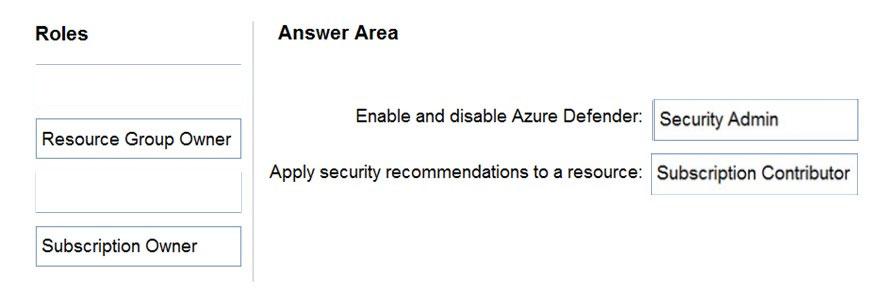 Roles
Answer Area
Enable and disable Azure Defender:
Security Admin
Resource Group Owner
Apply security recommendations to a resource:
Subscription Contributor
Subscription Owner